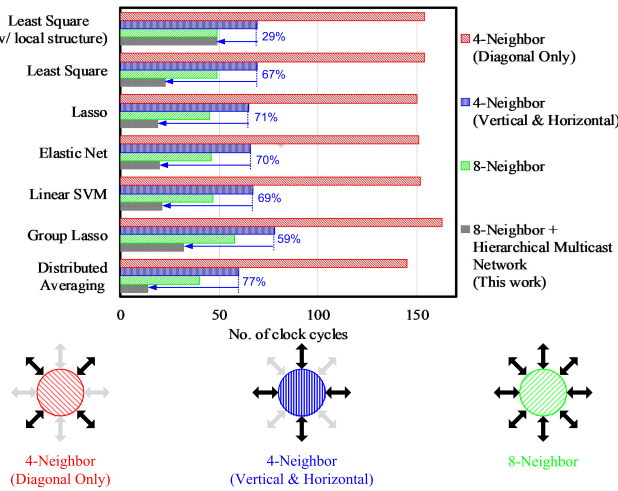 Least Square
w/ local structure)
29%
Least Square
67%
Lasso
71%
Elastic Net
70%
Linear SVM
69%
Group Lasso
59%
Distributed
Averaging
77%
0 50 100 150
No. of clock cycles
4-Neighbor
(Diagonal Only)
4-Neighbor
(Vertical & Horizontal)
8-Neighbor
8-Neighbor +
Hierarchical Multicast
Network
(This work)
4-Neighbor
(Diagonal Only)
4-Neighbor
(Vertical & Horizontal)
8-Neighbor